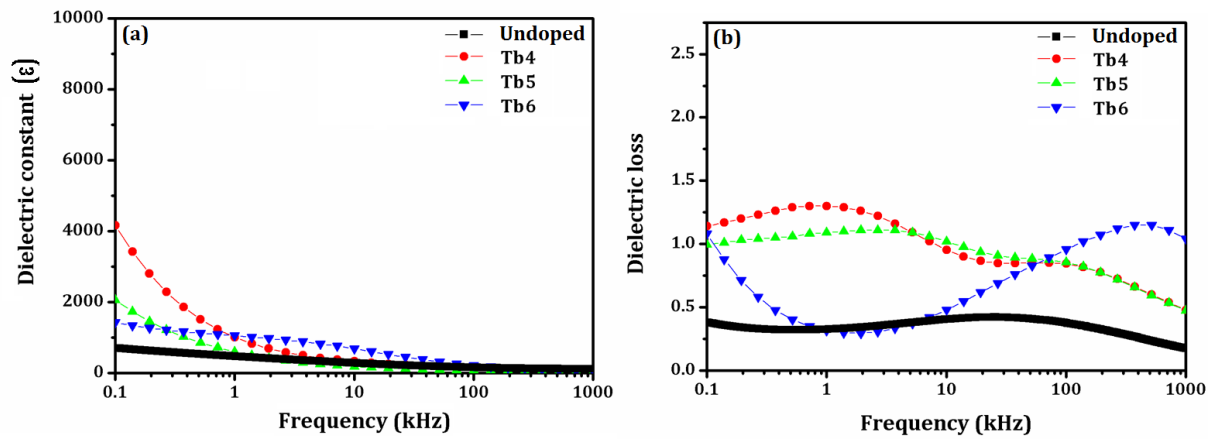 (a)
Undoped
Tb4
Tb5
Tb6
Dielectric constant (ε)
10000
8000
6000
4000
2000
0
0.1
1
10
100
1000
Frequency (kHz)
(b)
Undoped
Tb4
Tb5
Tb6
Dielectric loss
2.5
2.0
1.5
1.0
0.5
0.0
0.1
1
10
100
1000
Frequency (kHz)